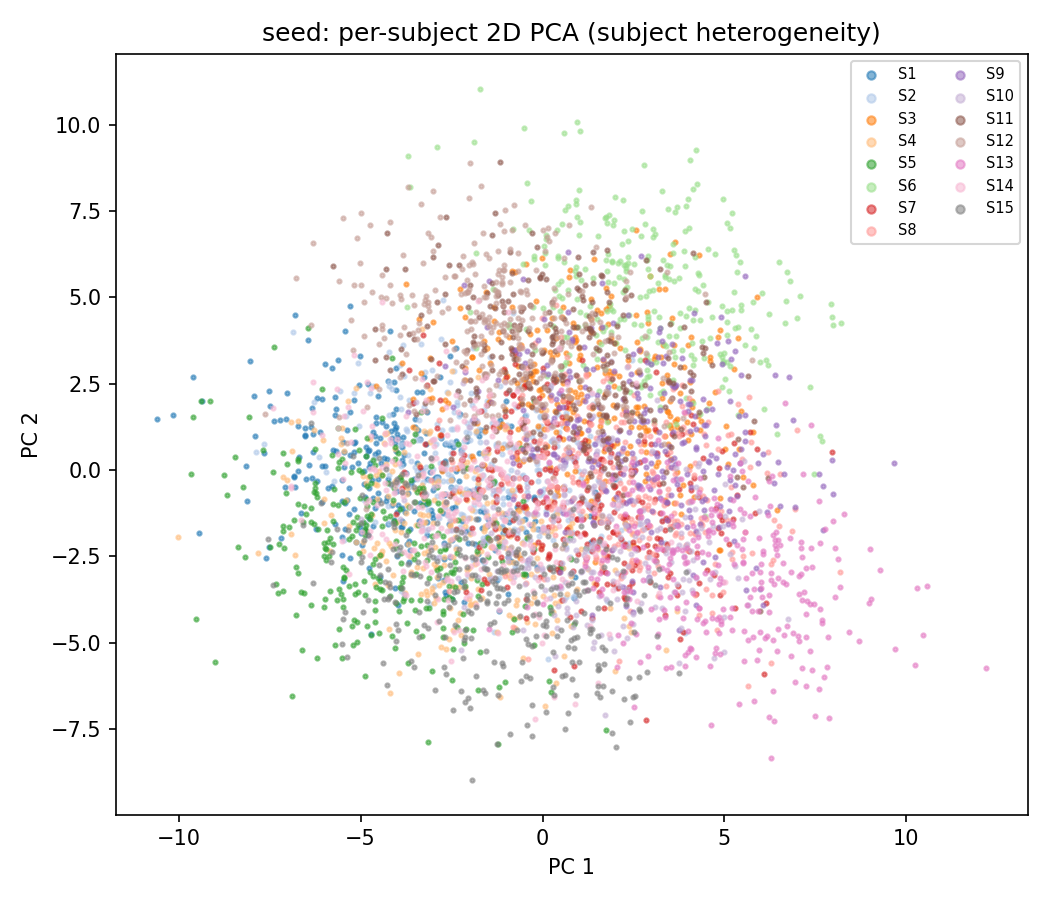 seed: per-subject 2D PCA (subject heterogeneity)
S1
S2
S3
S4
S5
S6
S7
S8
S9
S10
S11
S12
S13
S14
S15
10.0
7.5
5.0
2.5
0.0
−2.5
−5.0
−7.5
PC 2
−10
−5
0
5
10
PC 1